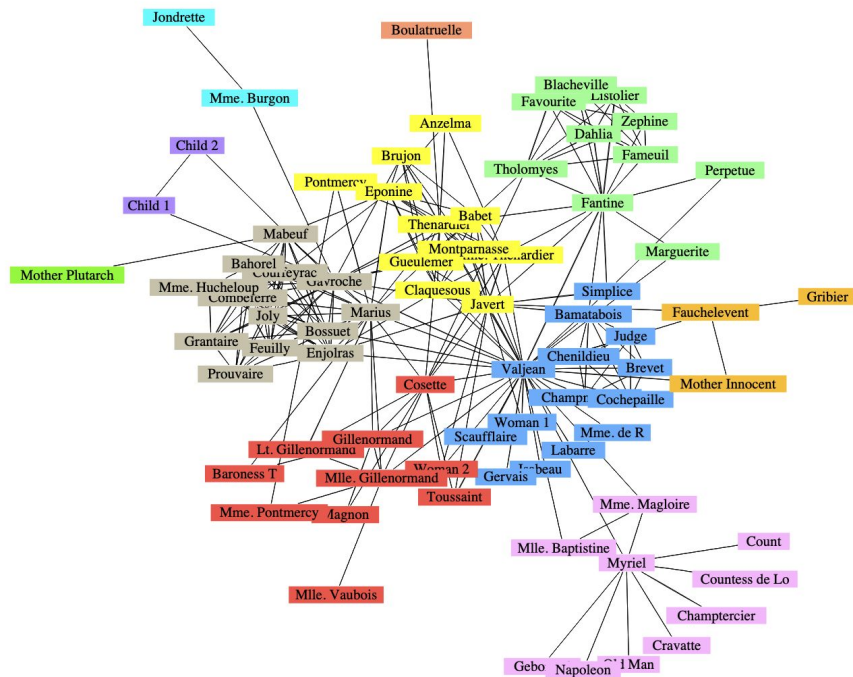 Jondrette
Boulatruelle
Blacheville
Favourite
Listolier
Mme. Burgon
Anzelma
Zephine
Dahlia
Child 2
Brujon
Fameuil
Tholomyes
Perpetue
Pontmercy
Eponine
Child 1
Fantine
Babet
Thenardier
Mabeuf
Montparnasse
Thenardier
Marguerite
Bahorel
Gueulemer
Mother Plutarch
Gavroche
Mme. Hucheloup
Claquesous
Simplice
Gribier
Joly
Marius
Javert
Bamatabois
Fauchelevent
Bossuet
Grantaire
Judge
Feuilly
Enjolras
Chenildieu
Prouvaire
Valjean
Brevet
Cosette
Mother Innocent
Cochepaille
Woman 1
Gillenormand
Scaufflaire
Mme. de R
Lt. Gillenormand
Labarre
Baroness T
Mlle. Gillenormand
Woman 2
Gervais
Toussaint
Mme. Pontmercy
Magnon
Mme. Magloire
Mlle. Baptistine
Count
Myriel
Countess de Lo
Mlle. Vaubois
Champtercier
Cravatte
Napoleon
Man